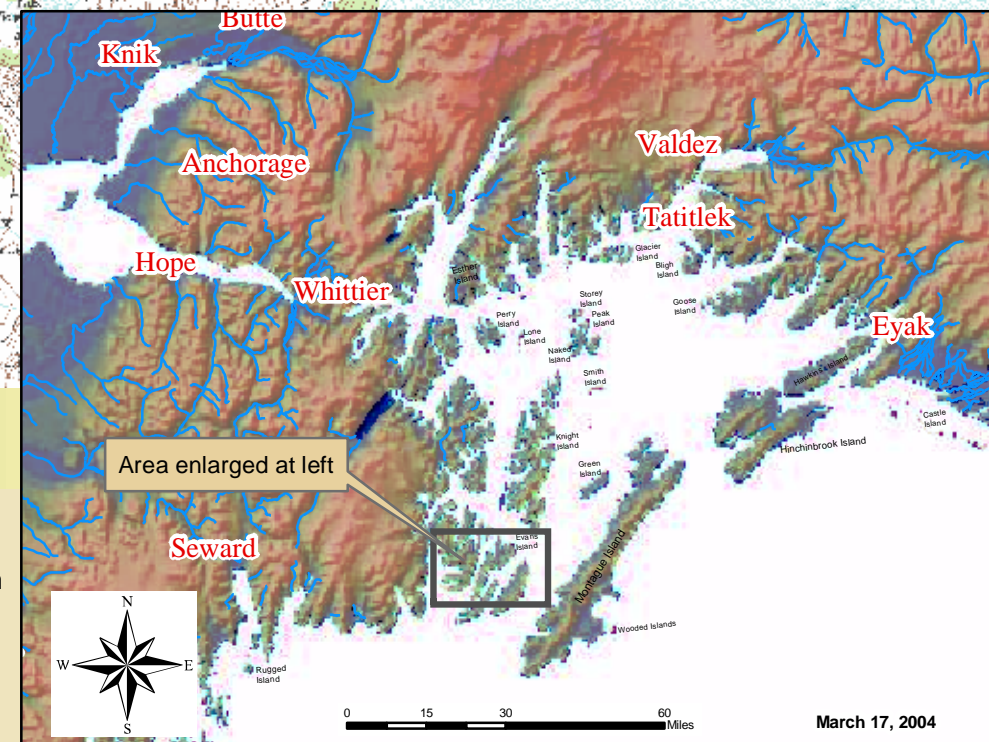 Butte
Knik
Anchorage
Valdez
Tatitlek
Hope
Whittier
Glacier
Island
Bligh
Island
Esther
Island
Storey
Island
Peak
Island
Goose
Island
Perry
Island
Lone
Island
Naked
Island
Eyak
Smith
Island
Hawkins Island
Castle
Island
Knight
Island
Hinchinbrook Island
Green
Island
Area enlarged at left
Seward
Evans
Island
Montague Island
Wooded Islands
Rugged
Island
N
W
E
S
0 15 30 60
Miles
March 17, 2004